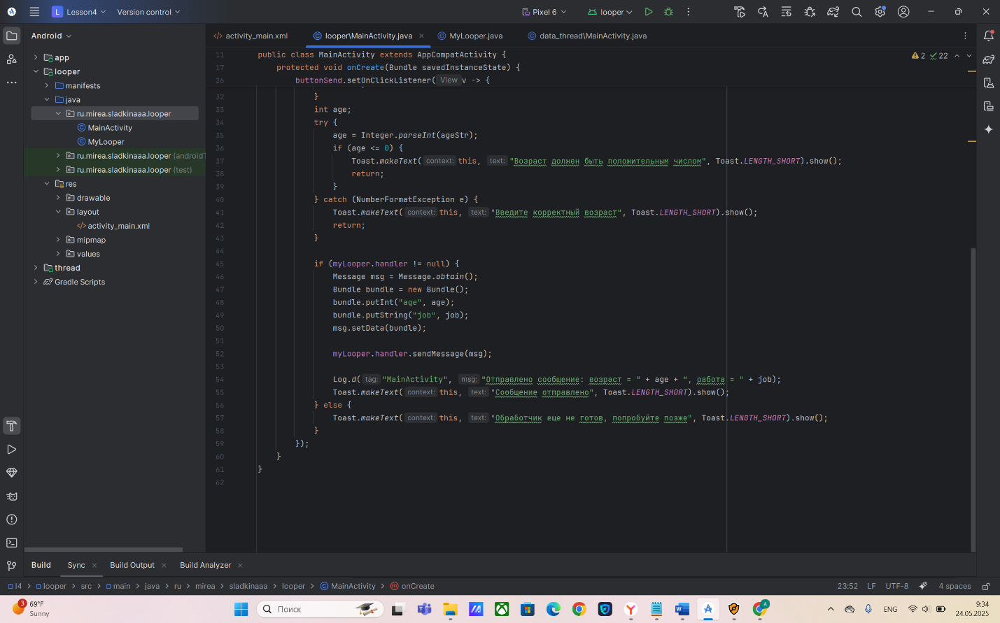 L Lesson4 Version control Pixel 6 looper
Android
activity_main.xml looper\MainActivity.java MyLooper.java data_thread\MainActivity.java
app
looper
manifests
java
ru.mirea.sladkinaaa.looper
MainActivity
MyLooper
ru.mirea.sladkinaaa.looper (androidT
ru.mirea.sladkinaaa.looper (test)
res
drawable
layout
activity_main.xml
mipmap
values
thread
Gradle Scripts
2 22
11 public class MainActivity extends AppCompatActivity {
17 protected void onCreate(Bundle savedInstanceState) {
26 buttonSend.setOnClickListener( View v -> {
32 }
33 int age;
34 try {
35 age = Integer.parseInt(ageStr);
36 if (age <= 0) {
37 Toast.makeText( context: this, text: "Возраст должен быть положительным числом", Toast.LENGTH_SHORT).show();
38 return;
39 }
40 } catch (NumberFormatException e) {
41 Toast.makeText( context: this, text: "Введите корректный возраст", Toast.LENGTH_SHORT).show();
42 return;
43 }
44
45 if (myLooper.handler != null) {
46 Message msg = Message.obtain();
47 Bundle bundle = new Bundle();
48 bundle.putInt("age", age);
49 bundle.putString("job", job);
50 msg.setData(bundle);
51
52 myLooper.handler.sendMessage(msg);
53
54 Log.d( tag: "MainActivity", msg: "Отправлено сообщение: возраст = " + age + ", работа = " + job);
55 Toast.makeText( context: this, text: "Сообщение отправлено", Toast.LENGTH_SHORT).show();
56 } else {
57 Toast.makeText( context: this, text: "Обработчик еще не готов, попробуйте позже", Toast.LENGTH_SHORT).show();
58 }
59 });
60 }
61 }
62
Build Sync Build Output Build Analyzer
l4 looper src main java ru mirea sladkinaaa looper MainActivity onCreate 23:52 LF UTF-8 4 spaces
3 69°F
Sunny
Поиск
ENG
9:34
24.05.2025